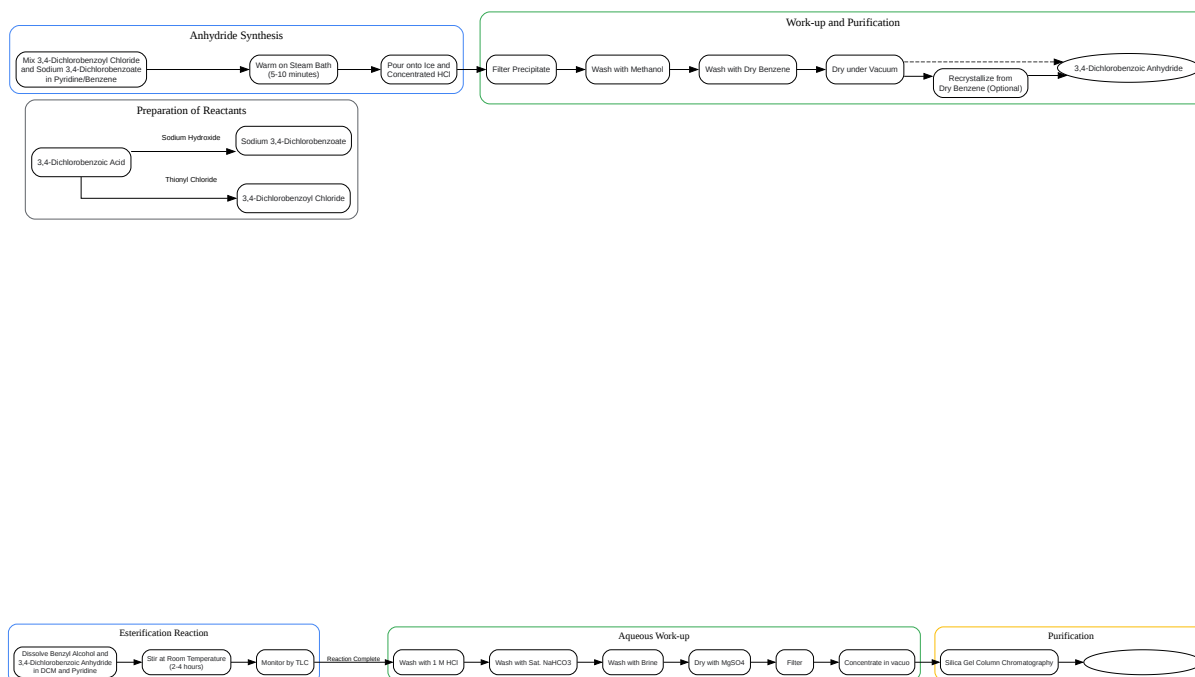 Anhydride Synthesis
Mix 3,4-Dichlorobenzoyl Chloride
and Sodium 3,4-Dichlorobenzoate
in Pyridine/Benzene
Warm on Steam Bath
(5-10 minutes)
Pour onto Ice and
Concentrated HCl
Work-up and Purification
Filter Precipitate
Wash with Methanol
Wash with Dry Benzene
Dry under Vacuum
Recrystallize from
Dry Benzene (Optional)
3,4-Dichlorobenzoic Anhydride
Preparation of Reactants
3,4-Dichlorobenzoic Acid
Sodium Hydroxide
Sodium 3,4-Dichlorobenzoate
Thionyl Chloride
3,4-Dichlorobenzoyl Chloride
Esterification Reaction
Dissolve Benzyl Alcohol and
3,4-Dichlorobenzoic Anhydride
in DCM and Pyridine
Stir at Room Temperature
(2-4 hours)
Monitor by TLC
Reaction Complete
Aqueous Work-up
Wash with 1 M HCl
Wash with Sat. NaHCO3
Wash with Brine
Dry with MgSO4
Filter
Concentrate in vacuo
Purification
Silica Gel Column Chromatography